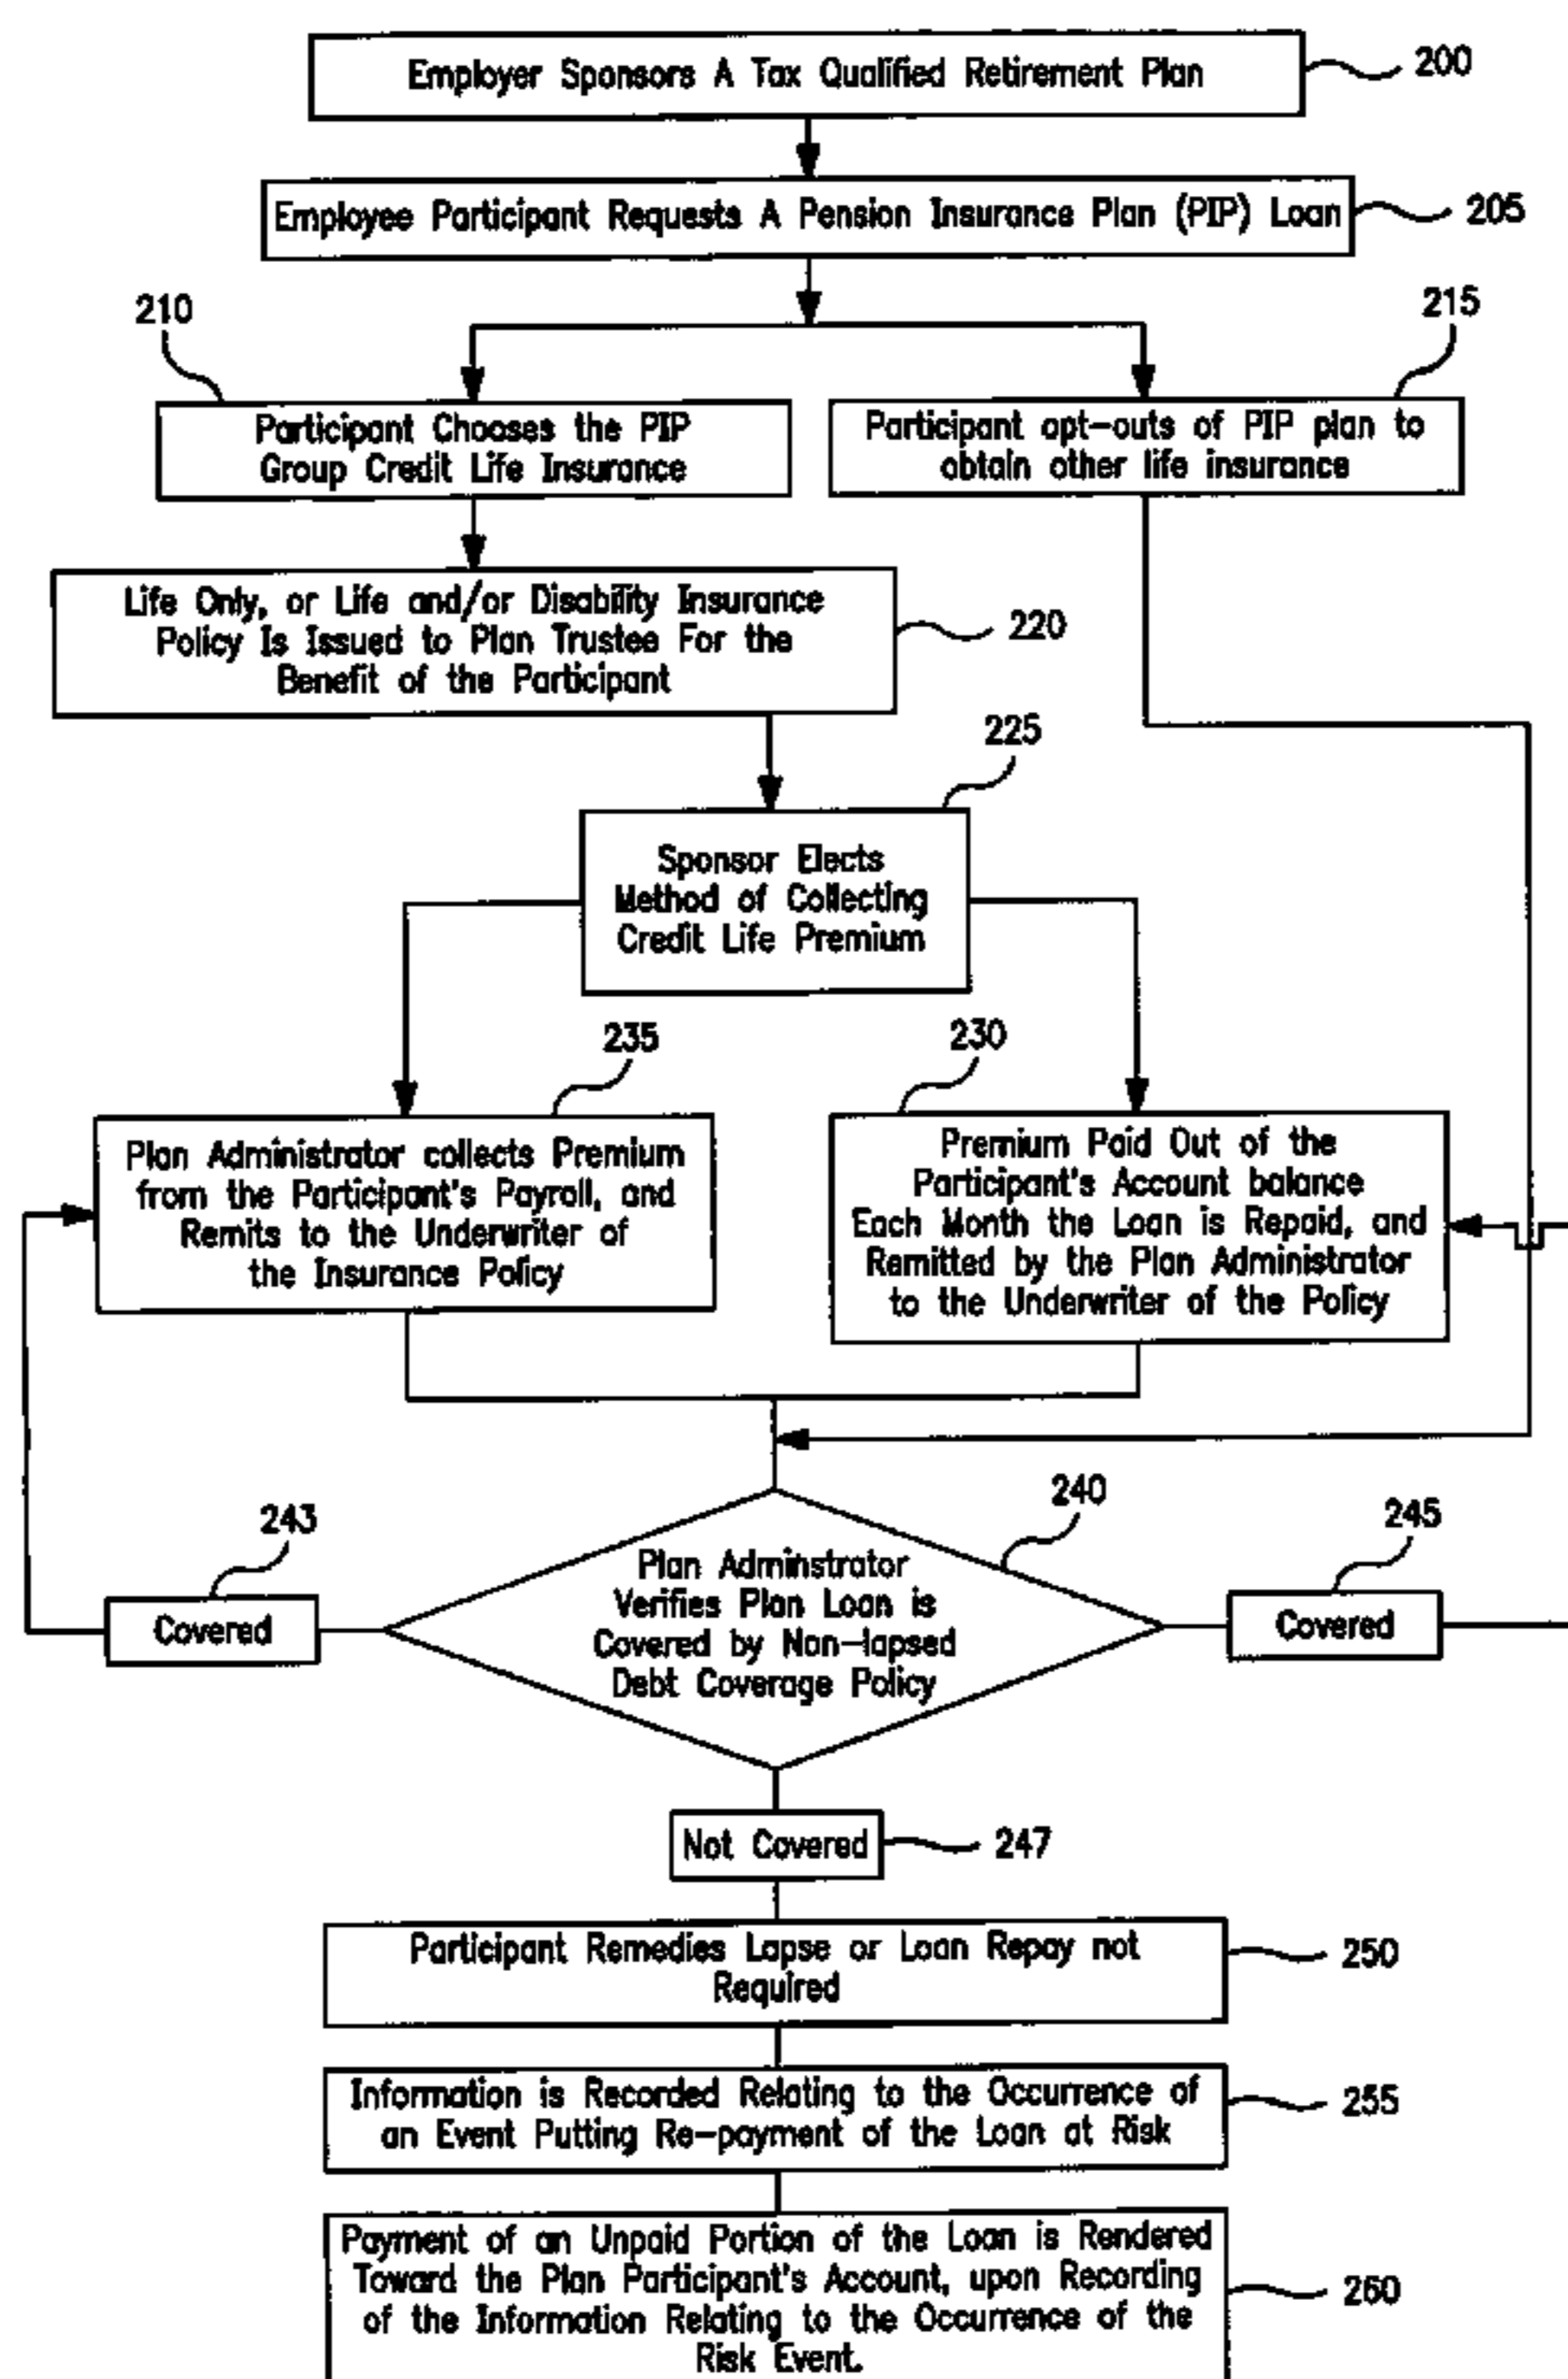 Employer Sponsors A Tax Qualified Retirement Plan
200
Employee Participant Requests A Pension Insurance Plan (PIP) Loan
205
210
215
Participant Chooses the PIP
Group Credit Life Insurance
Participant opt-outs of PIP plan to
obtain other life insurance
Life Only, or Life and/or Disability Insurance
Policy Is Issued to Plan Trustee For the
Benefit of the Participant
220
225
Sponsor Elects
Method of Collecting
Credit Life Premium
235
230
Plan Administrator collects Premium
from the Participant's Payroll, and
Remits to the Underwriter of
the Insurance Policy
Premium Paid Out of the
Participant's Account balance
Each Month the Loan is Repaid, and
Remitted by the Plan Administrator
to the Underwriter of the Policy
243
240
245
Covered
Plan Adminstrator
Verifies Plan Loan is
Covered by Non-lapsed
Debt Coverage Policy
Covered
Not Covered
247
Participant Remedies Lapse or Loan Repay not
Required
250
Information is Recorded Relating to the Occurrence of
an Event Putting Re-payment of the Loan at Risk
255
Payment of an Unpaid Portion of the Loan is Rendered
Toward the Plan Participant's Account, upon Recording
of the Information Relating to the Occurrence of the
Risk Event.
260